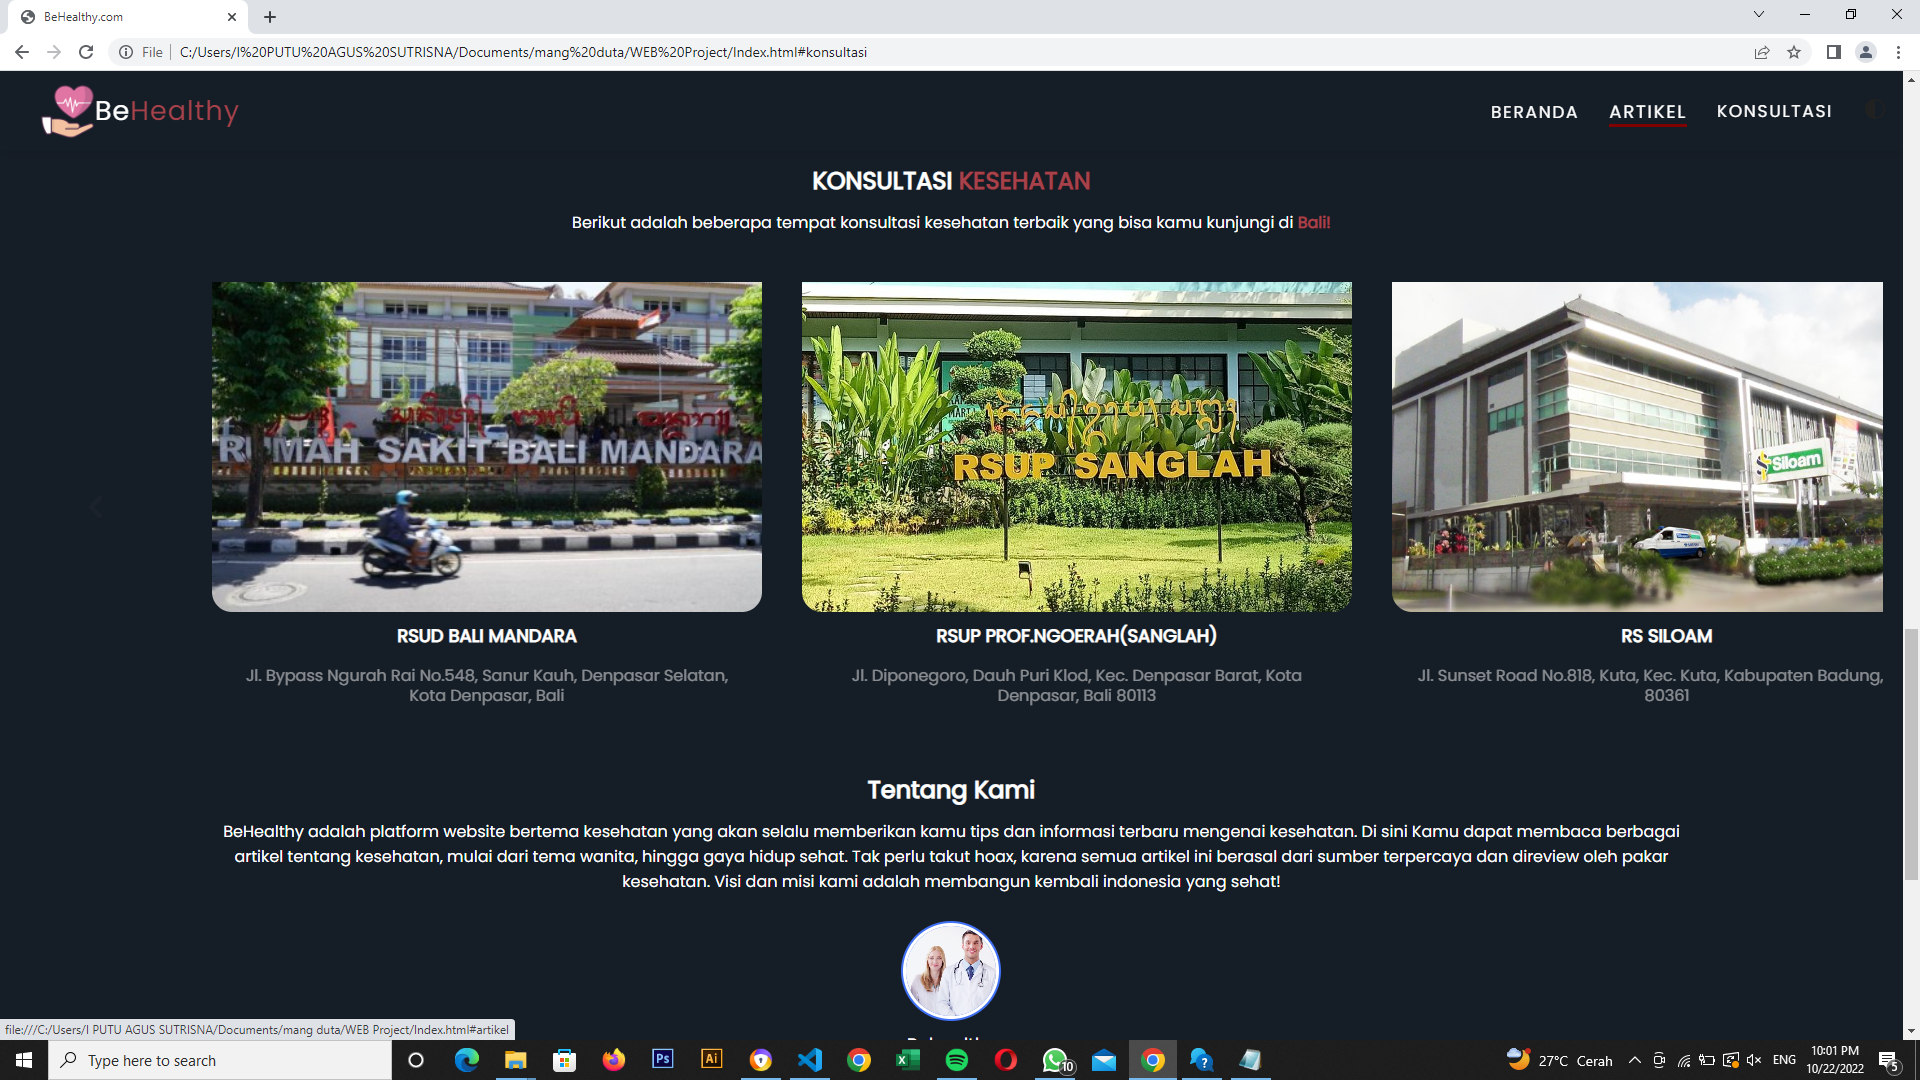 BeHealthy.com
File
C:/Users/I%20PUTU%20AGUS%20SUTRISNA/Documents/mang%20duta/WEB%20Project/Index.html#konsultasi
BeHealthy
BERANDA
ARTIKEL
KONSULTASI
KONSULTASI KESEHATAN
Berikut adalah beberapa tempat konsultasi kesehatan terbaik yang bisa kamu kunjungi di Bali!
RUMAH SAKIT BALI MANDARA
RSUP SANGLAH
Siloam
RSUD BALI MANDARA
Jl. Bypass Ngurah Rai No.548, Sanur Kauh, Denpasar Selatan,
Kota Denpasar, Bali
RSUP PROF.NGOERAH(SANGLAH)
Jl. Diponegoro, Dauh Puri Klod, Kec. Denpasar Barat, Kota
Denpasar, Bali 80113
RS SILOAM
Jl. Sunset Road No.818, Kuta, Kec. Kuta, Kabupaten Badung,
80361
Tentang Kami
BeHealthy adalah platform website bertema kesehatan yang akan selalu memberikan kamu tips dan informasi terbaru mengenai kesehatan. Di sini Kamu dapat membaca berbagai
artikel tentang kesehatan, mulai dari tema wanita, hingga gaya hidup sehat. Tak perlu takut hoax, karena semua artikel ini berasal dari sumber terpercaya dan direview oleh pakar
kesehatan. Visi dan misi kami adalah membangun kembali indonesia yang sehat!
file:///C:/Users/I PUTU AGUS SUTRISNA/Documents/mang duta/WEB Project/Index.html#artikel
Type here to search
Ps
Ai
10
27°C Cerah
ENG
10:01 PM
10/22/2022
5